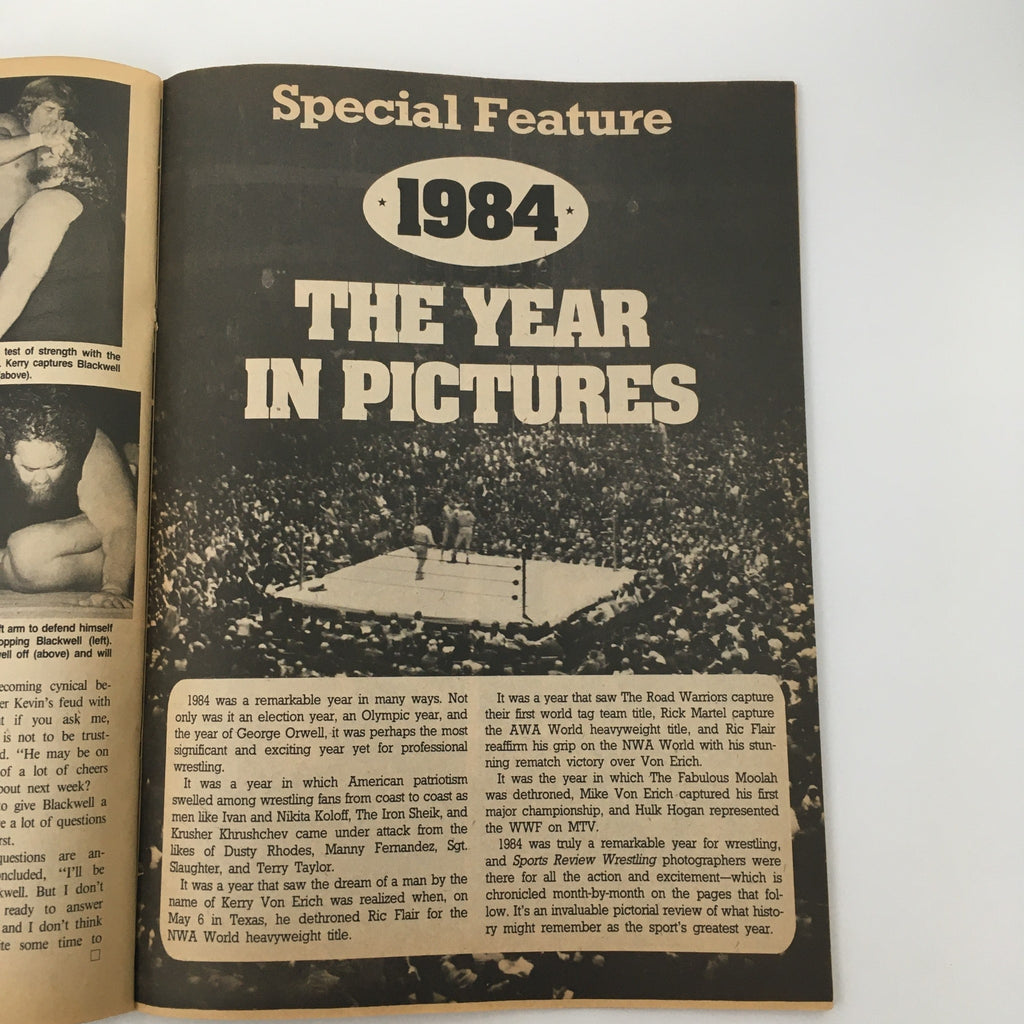 test of strength with the
. Kerry captures Blackwell
above).
ft arm to defend himself
opping Blackwell (left).
ell off (above) and will
ecoming cynical be-
er Kevin's feud with
t if you ask me,
is not to be trust-
d. “He may be on
of a lot of cheers
bout next week?
o give Blackwell a
e a lot of questions
rst.
questions are an-
ncluded, “I'll be
kwell. But I don't
ready to answer
and I don't think
ite some time to
Special Feature
1984
THE YEAR
IN PICTURES
1984 was a remarkable year in many ways. Not
only was it an election year, an Olympic year, and
the year of George Orwell, it was perhaps the most
significant and exciting year yet for professional
wrestling.
It was a year in which American patriotism
swelled among wrestling fans from coast to coast as
men like Ivan and Nikita Koloff, The Iron Sheik, and
Krusher Khrushchev came under attack from the
likes of Dusty Rhodes, Manny Fernandez, Sgt.
Slaughter, and Terry Taylor.
It was a year that saw the dream of a man by the
name of Kerry Von Erich was realized when, on
May 6 in Texas, he dethroned Ric Flair for the
NWA World heavyweight title.
It was a year that saw The Road Warriors capture
their first world tag team title, Rick Martel capture
the AWA World heavyweight title, and Ric Flair
reaffirm his grip on the NWA World with his stun-
ning rematch victory over Von Erich.
It was the year in which The Fabulous Moolah
was dethroned, Mike Von Erich captured his first
major championship, and Hulk Hogan represented
the WWF on MTV.
1984 was truly a remarkable year for wrestling,
and Sports Review Wrestling photographers were
there for all the action and excitement—which is
chronicled month-by-month on the pages that fol-
low. It's an invaluable pictorial review of what histo-
ry might remember as the sport's greatest year.